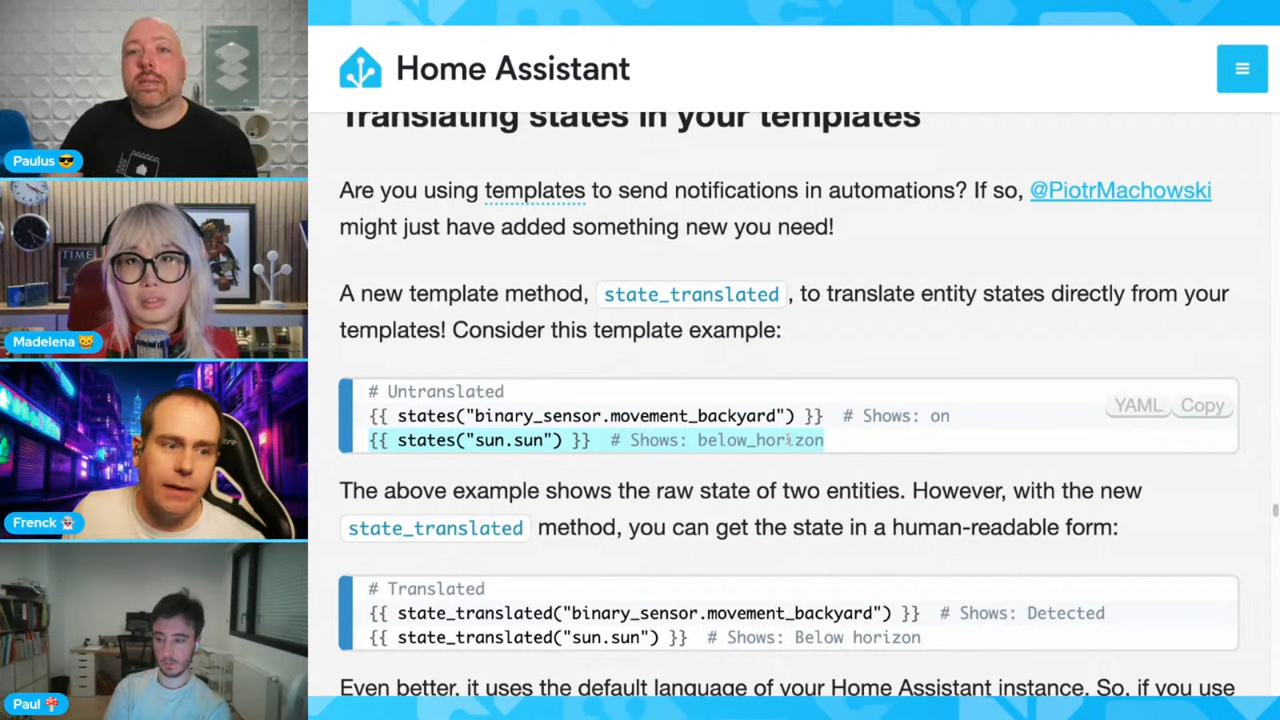 Paulus 😎
TIME
Madelena 😺
Frenck 👻
Paul 🍄
Home Assistant
Translating states in your templates
Are you using templates to send notifications in automations? If so, @PiotrMachowski
might just have added something new you need!
A new template method, state_translated, to translate entity states directly from your
templates! Consider this template example:
# Untranslated
{{ states("binary_sensor.movement_backyard") }}  # Shows: on
{{ states("sun.sun") }}  # Shows: below_horizon
YAML Copy
The above example shows the raw state of two entities. However, with the new
state_translated method, you can get the state in a human-readable form:
# Translated
{{ state_translated("binary_sensor.movement_backyard") }}  # Shows: Detected
{{ state_translated("sun.sun") }}  # Shows: Below horizon
Even better, it uses the default language of your Home Assistant instance. So, if you use